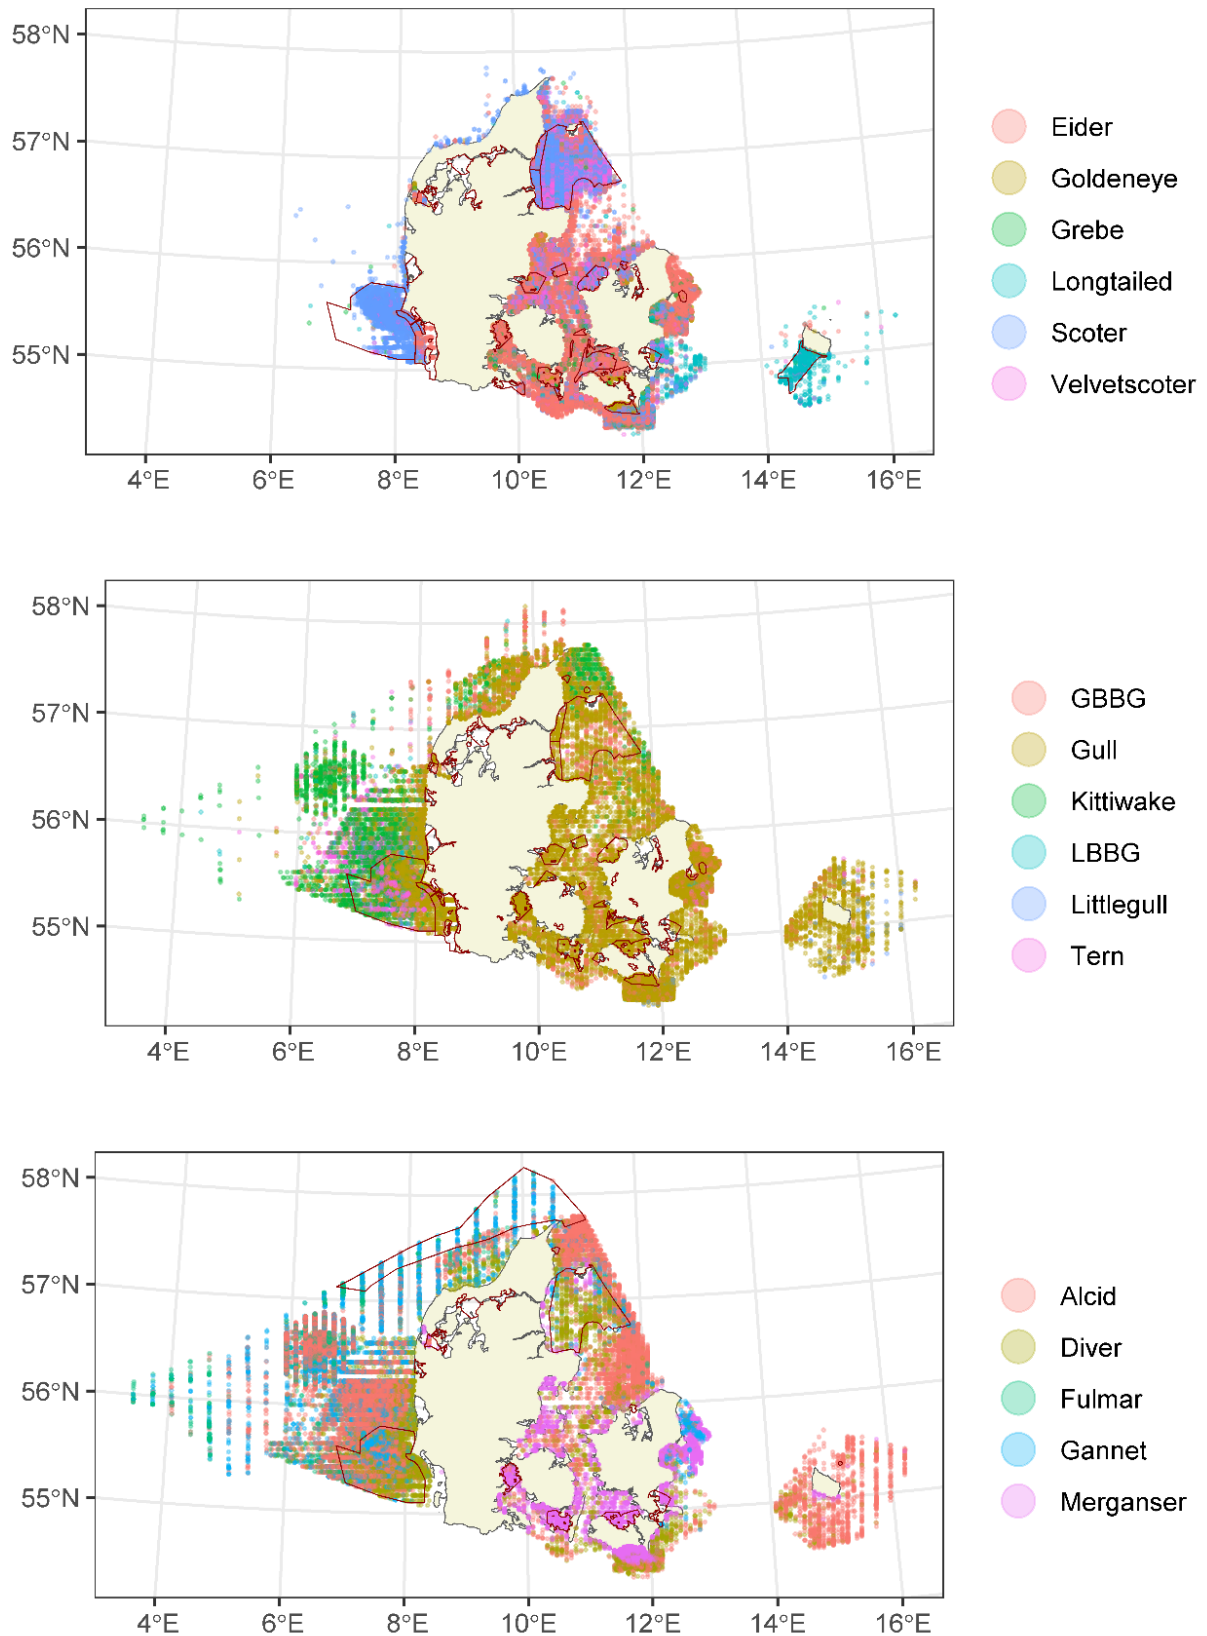 58°N
57°N
56°N
55°N
4°E 6°E 8°E 10°E 12°E 14°E 16°E
Eider
Goldeneye
Grebe
Longtailed
Scoter
Velvetscoter
58°N
57°N
56°N
55°N
4°E 6°E 8°E 10°E 12°E 14°E 16°E
GBBG
Gull
Kittiwake
LBBG
Littlegull
Tern
58°N
57°N
56°N
55°N
4°E 6°E 8°E 10°E 12°E 14°E 16°E
Alcid
Diver
Fulmar
Gannet
Merganser